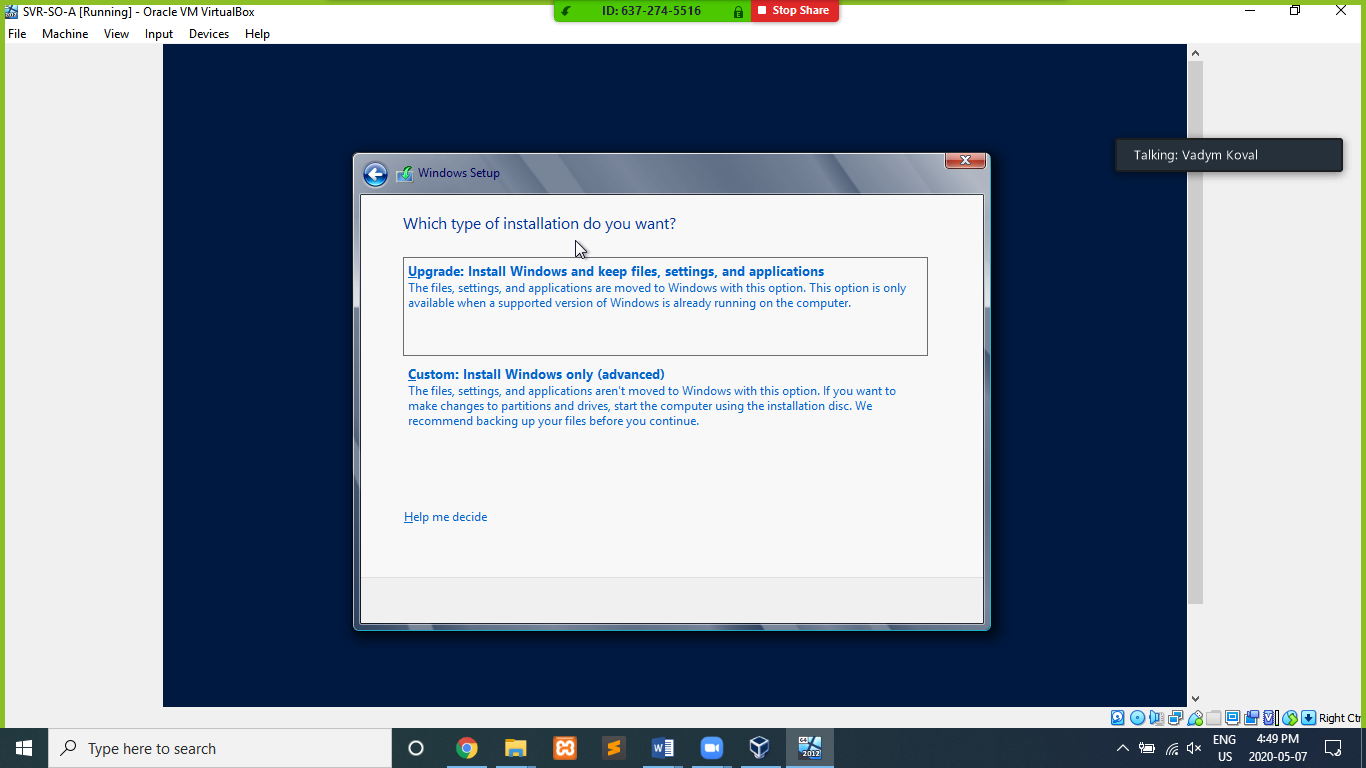 SVR-SO-A [Running] - Oracle VM VirtualBox
ID: 637-274-5516
Stop Share
File Machine View Input Devices Help
Talking: Vadym Koval
Windows Setup
Which type of installation do you want?
Upgrade: Install Windows and keep files, settings, and applications
The files, settings, and applications are moved to Windows with this option. This option is only
available when a supported version of Windows is already running on the computer.
Custom: Install Windows only (advanced)
The files, settings, and applications aren't moved to Windows with this option. If you want to
make changes to partitions and drives, start the computer using the installation disc. We
recommend backing up your files before you continue.
Help me decide
Right Ctr
Type here to search
64
2012
ENG
US
4:49 PM
2020-05-07